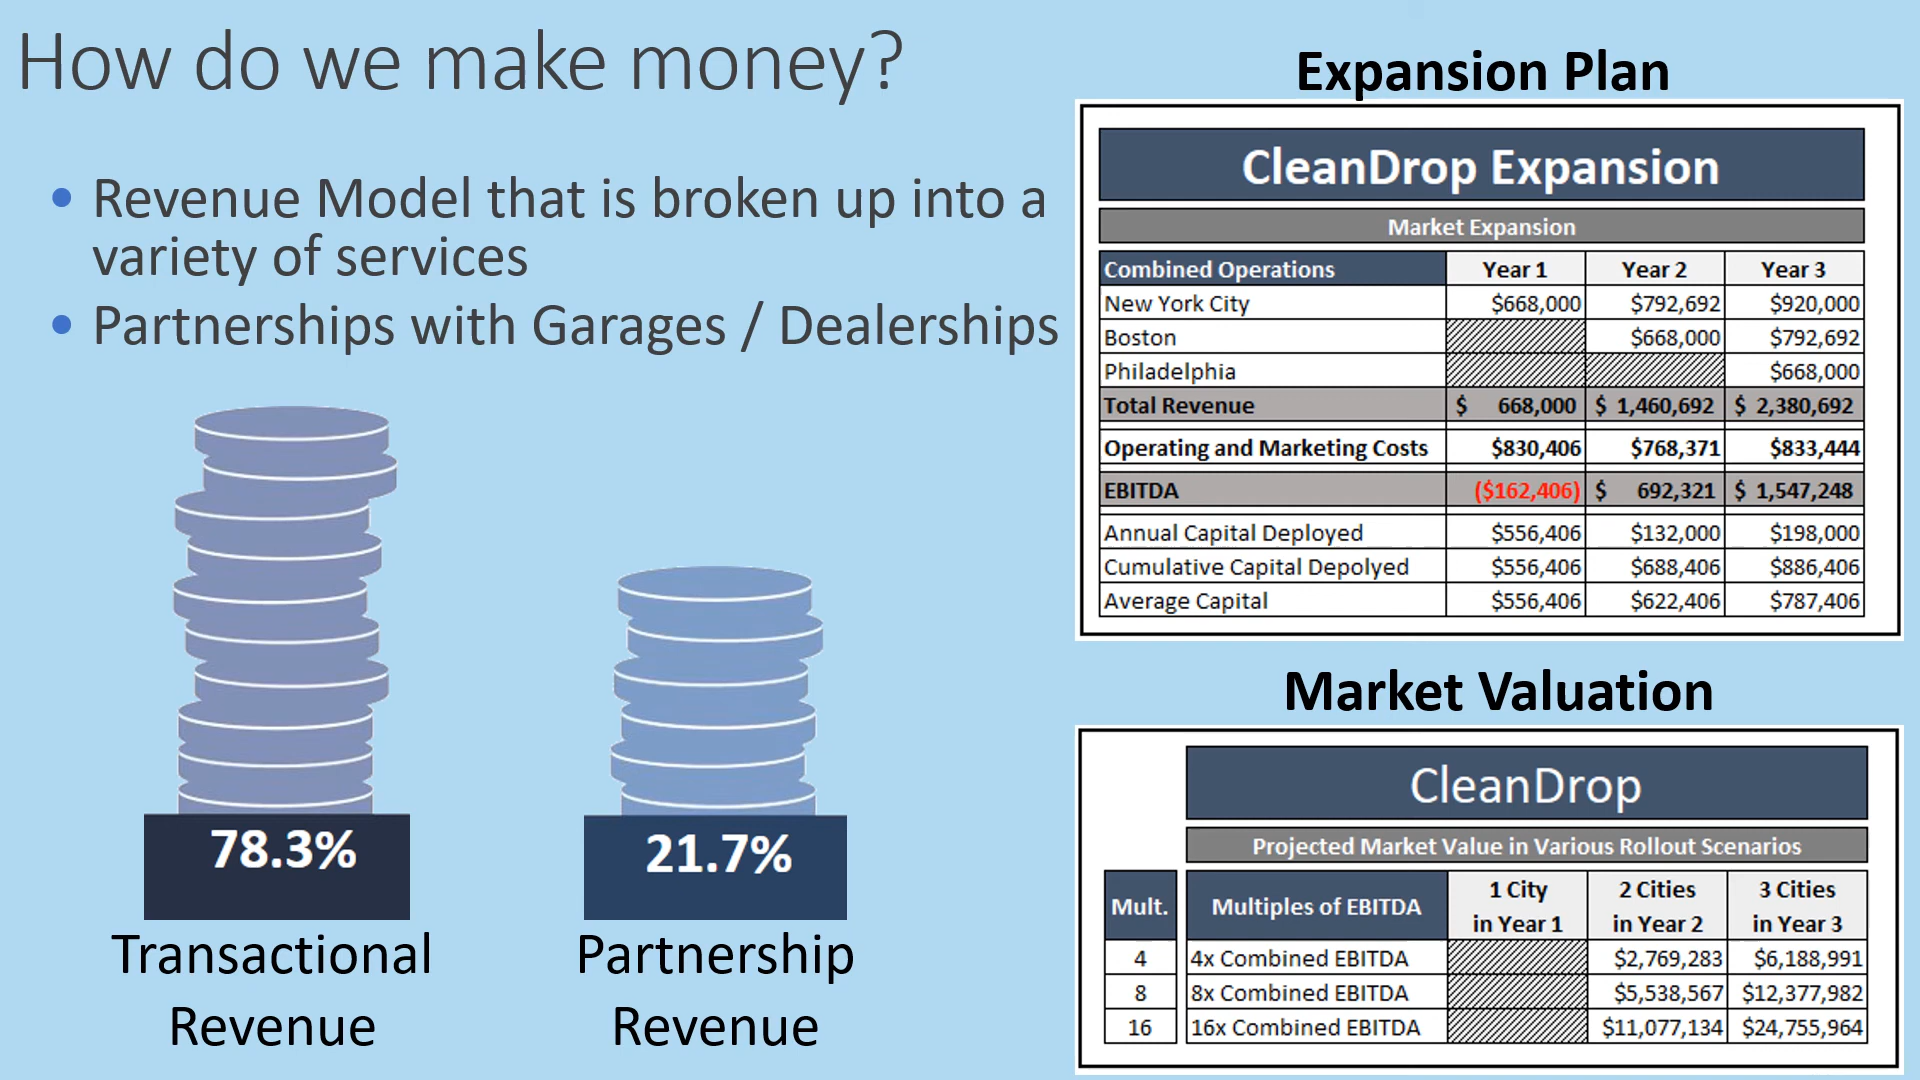 How do we make money?
• Revenue Model that is broken up into a
variety of services
• Partnerships with Garages / Dealerships
78.3%
Transactional
Revenue
21.7%
Partnership
Revenue
Expansion Plan
CleanDrop Expansion
Market Expansion
Combined Operations Year 1 Year 2 Year 3
New York City $668,000 $792,692 $920,000
Boston $668,000 $792,692
Philadelphia $668,000
Total Revenue $ 668,000 $ 1,460,692 $ 2,380,692
Operating and Marketing Costs $830,406 $768,371 $833,444
EBITDA ($162,406) $ 692,321 $ 1,547,248
Annual Capital Deployed $556,406 $132,000 $198,000
Cumulative Capital Depolyed $556,406 $688,406 $886,406
Average Capital $556,406 $622,406 $787,406
Market Valuation
CleanDrop
Projected Market Value in Various Rollout Scenarios
Mult. Multiples of EBITDA 1 City 2 Cities 3 Cities
in Year 1 in Year 2 in Year 3
4 4x Combined EBITDA $2,769,283 $6,188,991
8 8x Combined EBITDA $5,538,567 $12,377,982
16 16x Combined EBITDA $11,077,134 $24,755,964